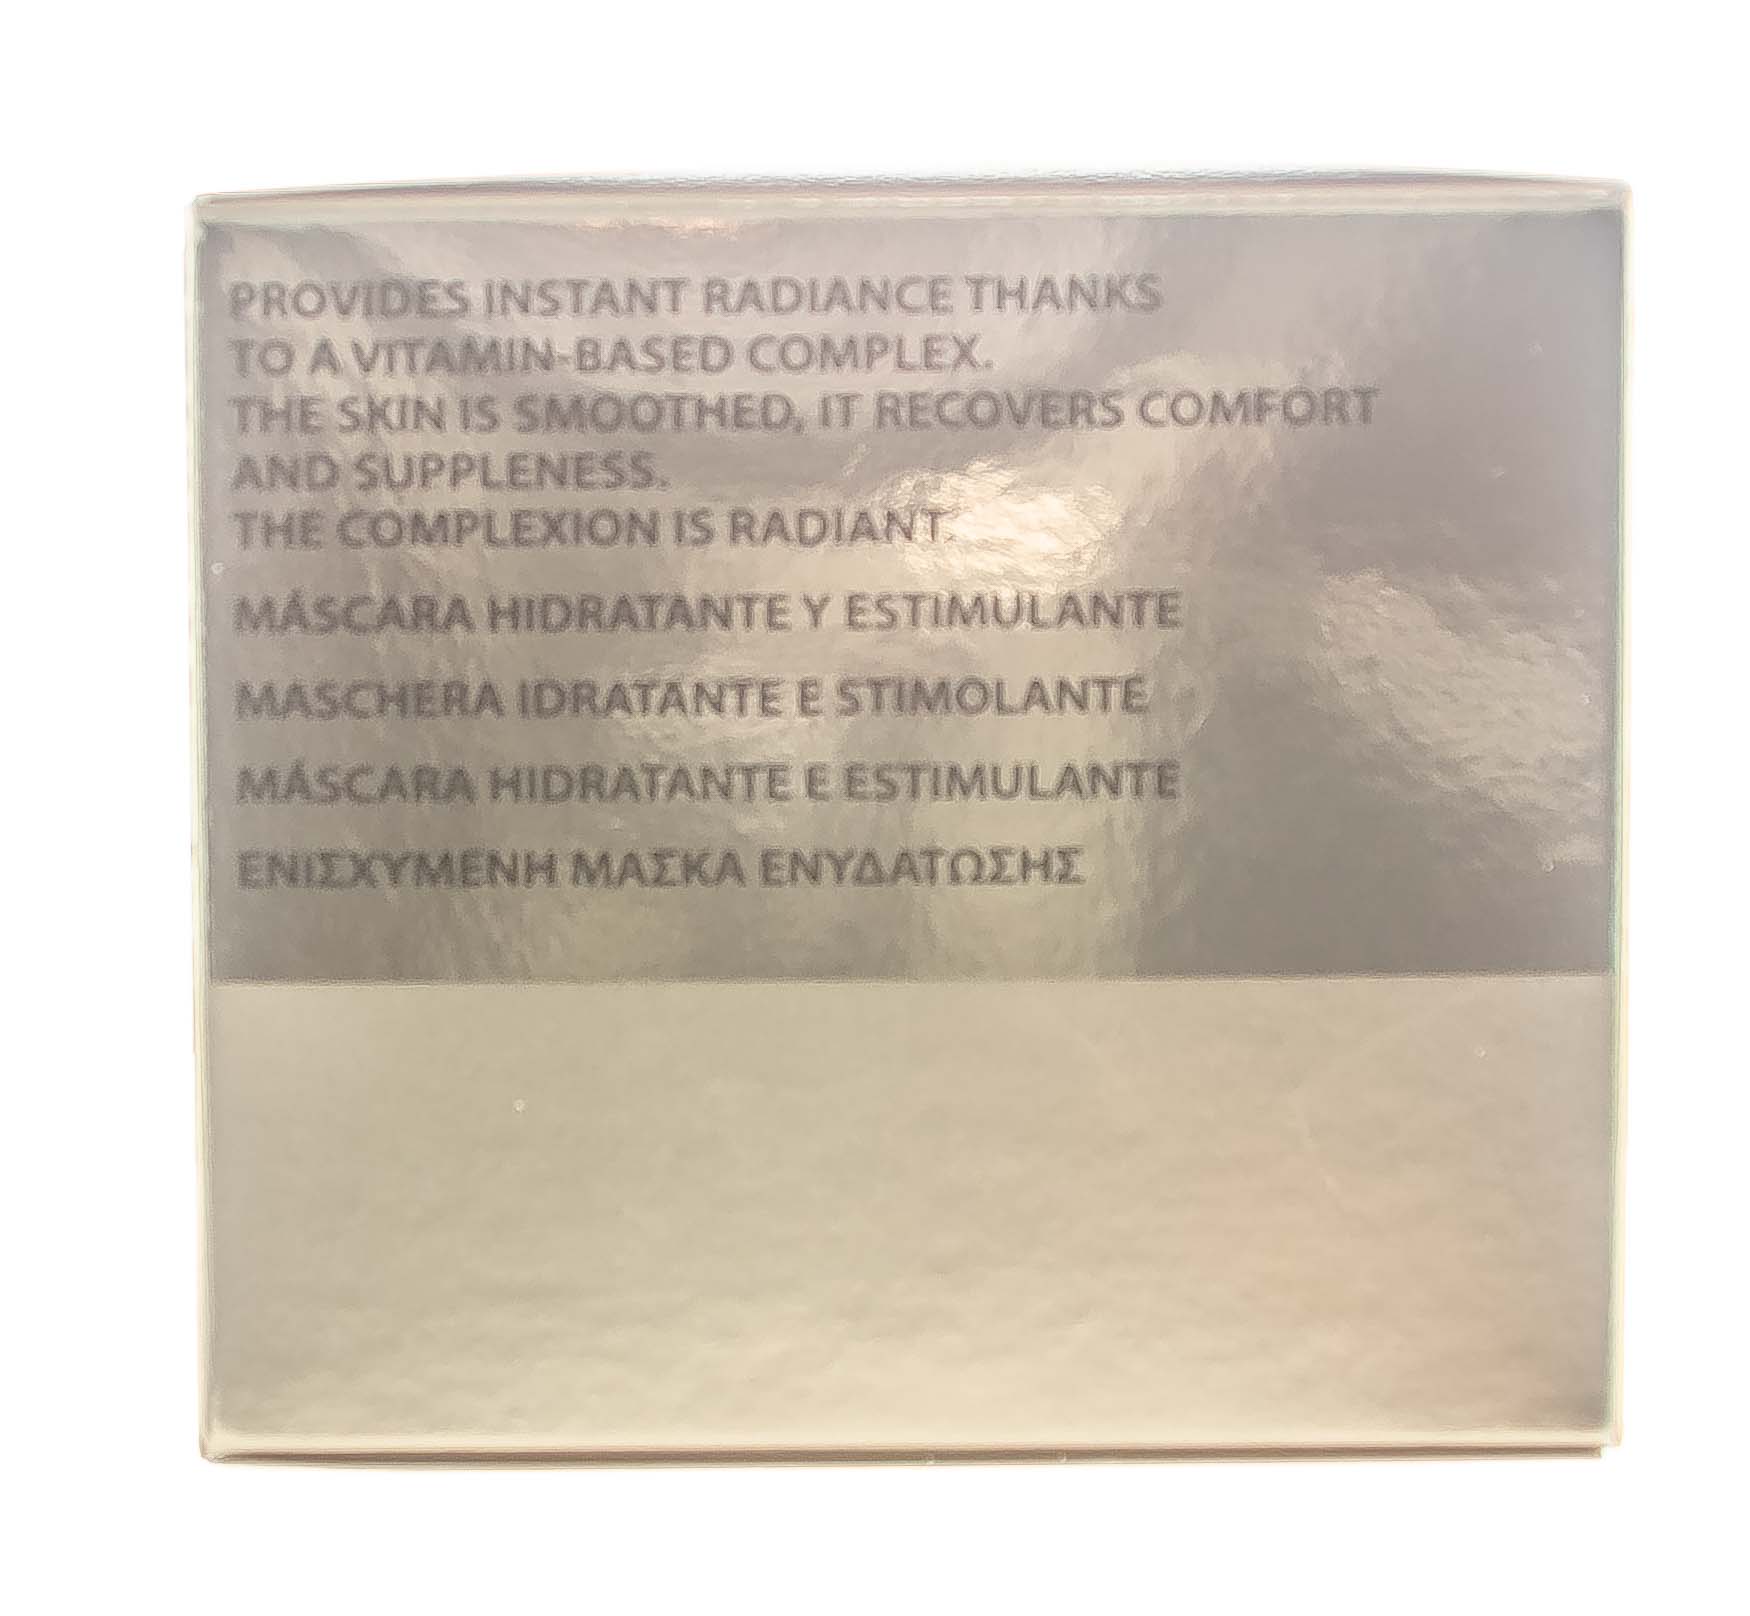 PROVIDES INSTANT RADIANCE THANKS
TO A VITAMIN-BASED COMPLEX.
THE SKIN IS SMOOTHED, IT RECOVERS COMFORT
AND SUPPLENESS.
THE COMPLEXION IS RADIANT.
MÁSCARA HIDRATANTE Y ESTIMULANTE
MASCHERA IDRATANTE E STIMOLANTE
MÁSCARA HIDRATANTE E ESTIMULANTE
ΕΝΙΣΧΥΜΕΝΗ ΜΑΣΚΑ ΕΝΥΔΑΤΩΣΗΣ